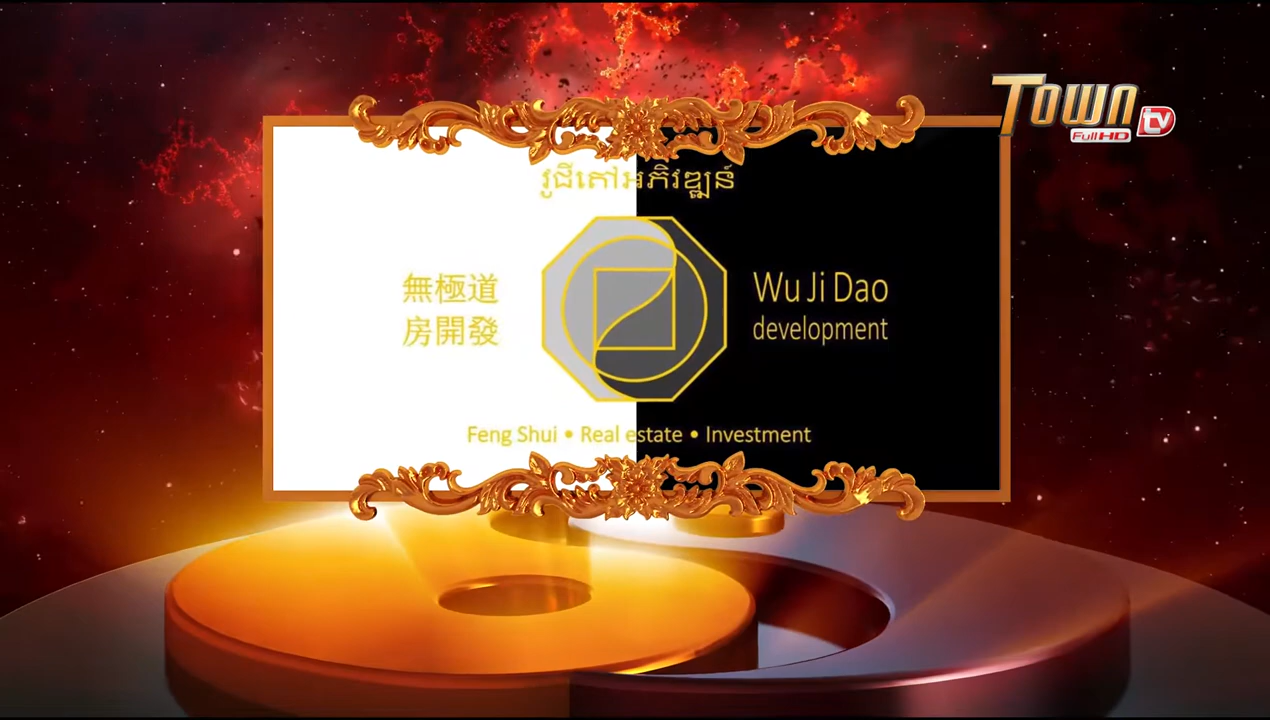 Town tv
Full HD
វូជីតៅអភិវឌ្ឍន៍
無極道
房開發
Wu Ji Dao
development
Feng Shui • Real estate • Investment